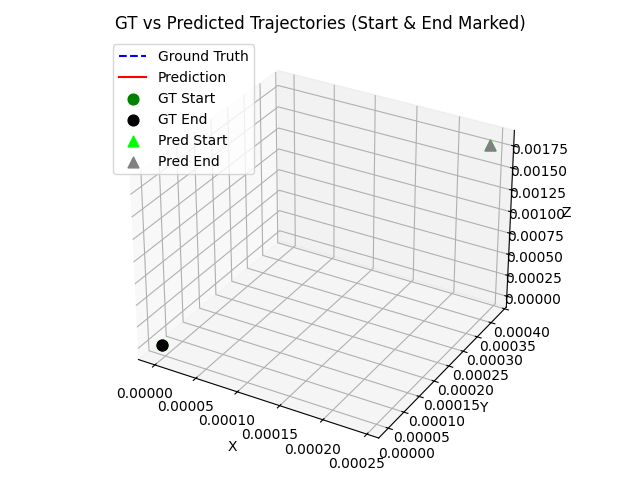 GT vs Predicted Trajectories (Start & End Marked)
Ground Truth
Prediction
GT Start
GT End
Pred Start
Pred End
0.00175
0.00150
0.00125
0.00100
Z
0.00075
0.00050
0.00025
0.00000
0.00040
0.00035
0.00030
0.00025
0.00020
0.00015
Y
0.00010
0.00005
0.00000
0.00000
0.00005
0.00010
0.00015
0.00020
0.00025
X